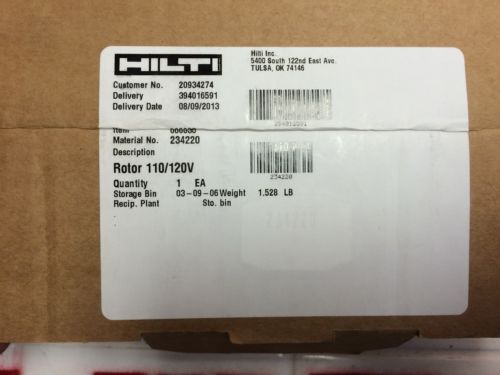 HILTI
Hilti Inc.
5400 South 122nd East Ave.
TULSA, OK 74146
Customer No. 20934274
Delivery 394016591
Delivery Date 08/09/2013
Item
Material No. 234220
234220
Description
Rotor 110/120V
Quantity 1 EA
Storage Bin 03-09-06 Weight 1.528 LB
Recip. Plant Sto. bin